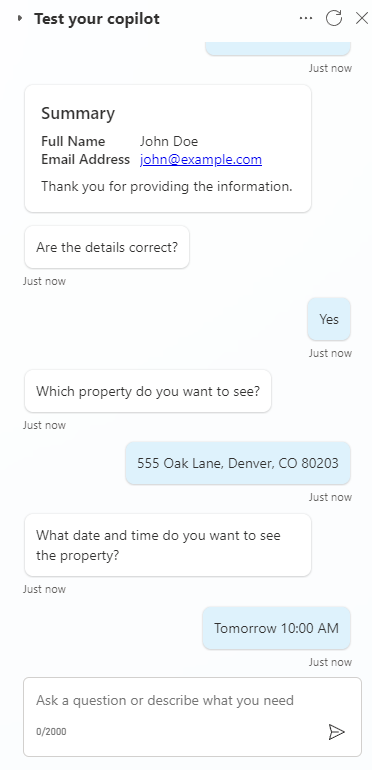 Test your copilot
Just now
Summary
Full Name John Doe
Email Address john@example.com
Thank you for providing the information.
Are the details correct?
Just now
Yes
Just now
Which property do you want to see?
Just now
555 Oak Lane, Denver, CO 80203
Just now
What date and time do you want to see
the property?
Just now
Tomorrow 10:00 AM
Just now
Ask a question or describe what you need
0/2000